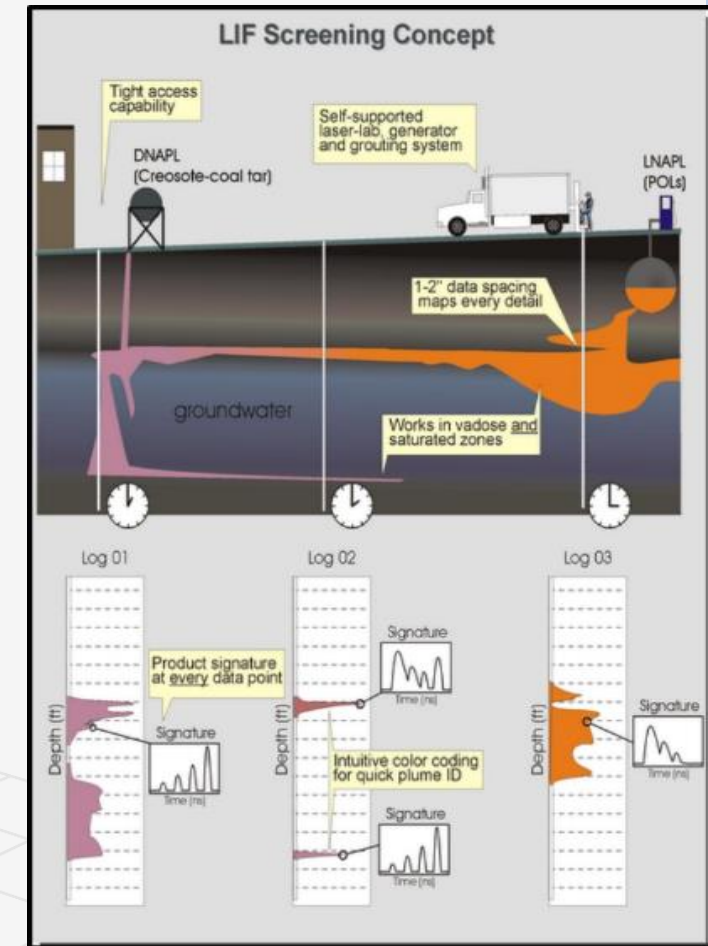 LIF Screening Concept
Tight access
capability
DNAPL
(Creosote-coal tar)
Self-supported
laser-lab, generator
and grouting system
LNAPL
(POLs)
1-2" data spacing
maps every detail
groundwater
Works in vadose and
saturated zones
Log 01
Log 02
Log 03
Depth (ft)
Product signature
at every data point
Signature
Time (ns)
Depth (ft)
Signature
Time (ns)
Intuitive color coding
for quick plume ID
Signature
Time (ns)
Depth (ft)
Signature
Time (ns)